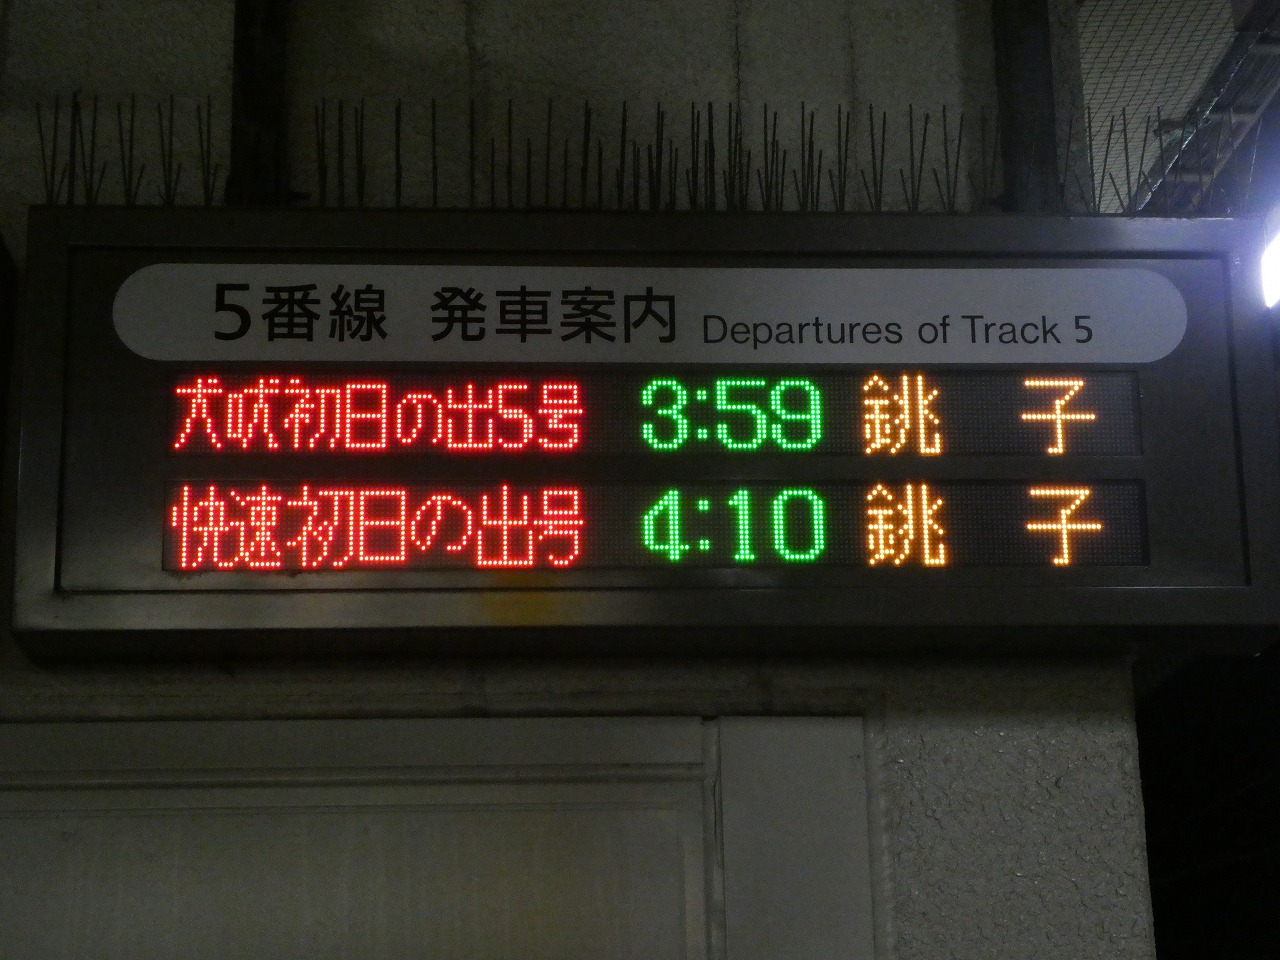 5番線 発車案内 Departures of Track 5
犬吠初日の出5号 3:59 銚子
快速初日の出号 4:10 銚子